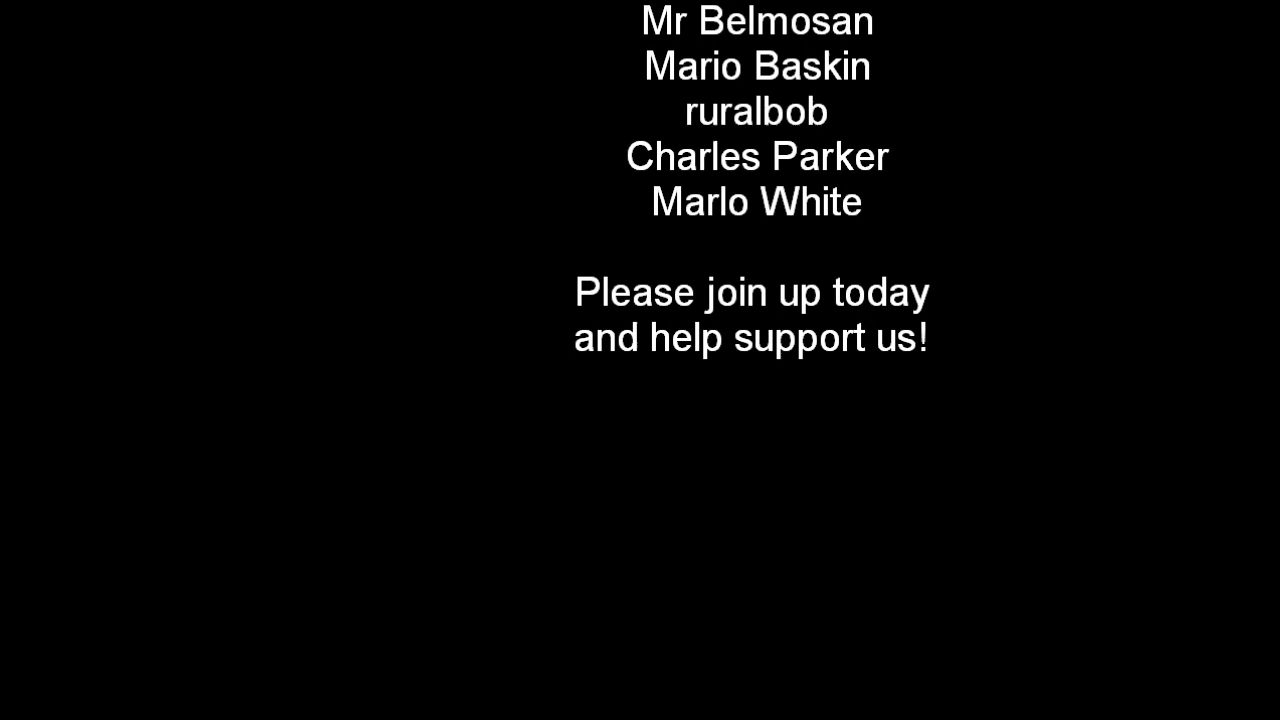 Mr Belmosan
Mario Baskin
ruralbob
Charles Parker
Marlo White
Please join up today
and help support us!